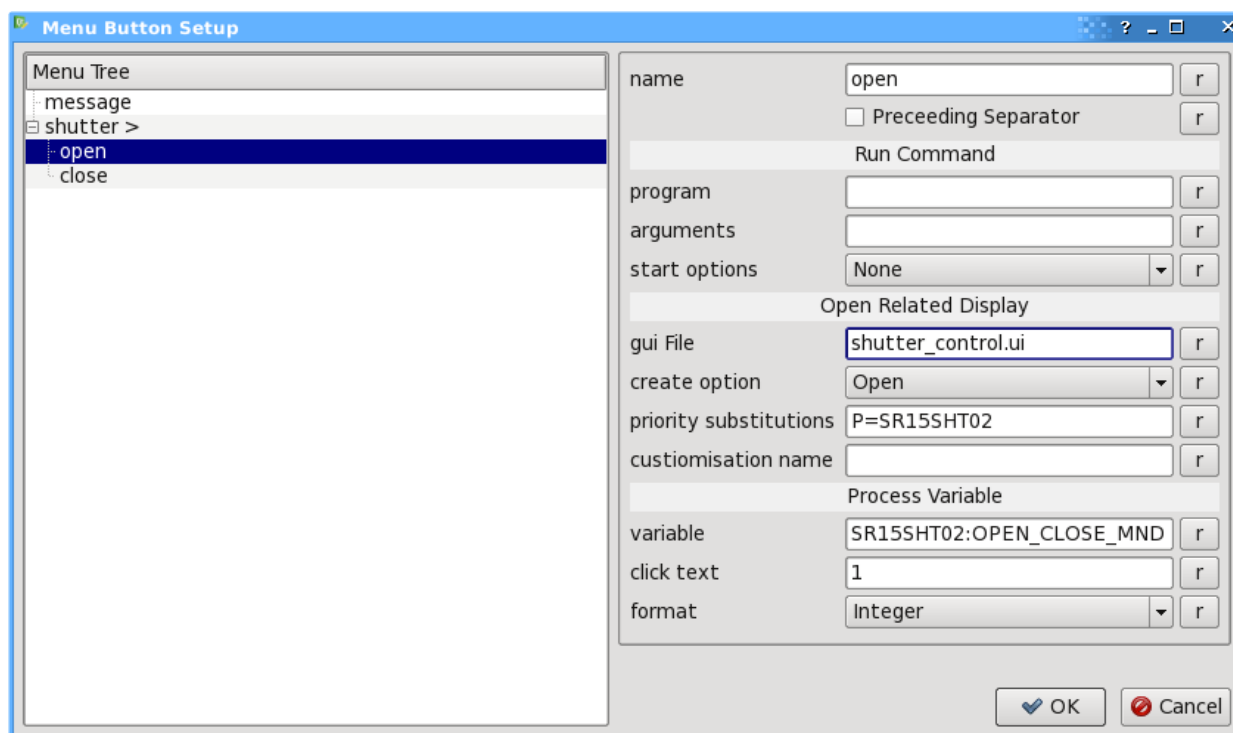 Menu Button Setup
?
Menu Tree
message
shutter >
open
close
name open r
Preceeding Separator r
Run Command
program r
arguments r
start options None r
Open Related Display
gui File shutter_control.ui r
create option Open r
priority substitutions P=SR15SHT02 r
custiomisation name r
Process Variable
variable SR15SHT02:OPEN_CLOSE_MND r
click text 1 r
format Integer r
OK Cancel